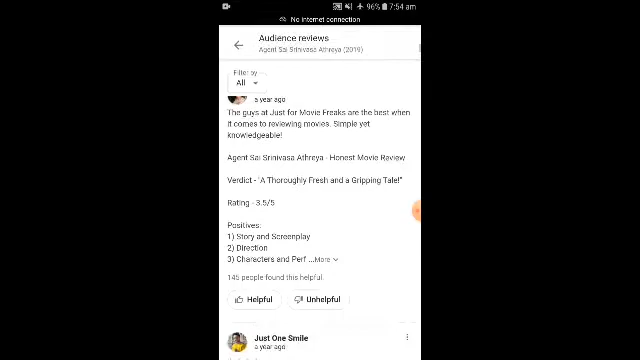 96% 7:54 am
No internet connection
Audience reviews
Agent Sai Srinivasa Athreya (2019)
Filter by
All
a year ago
The guys at Just for Movie Freaks are the best when
it comes to reviewing movies. Simple yet
knowledgeable!
Agent Sai Srinivasa Athreya - Honest Movie Review
Verdict - "A Thoroughly Fresh and a Gripping Tale!"
Rating - 3.5/5
Positives:
1) Story and Screenplay
2) Direction
3) Characters and Perf ...More
145 people found this helpful.
Helpful
Unhelpful
Just One Smile
a year ago